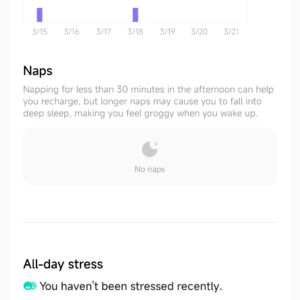 3/15 3/16 3/17 3/18 3/19 3/20 3/21
Naps
Napping for less than 30 minutes in the afternoon can help
you recharge, but longer naps may cause you to fall into
deep sleep, making you feel groggy when you wake up.
No naps
All-day stress
You haven't been stressed recently.